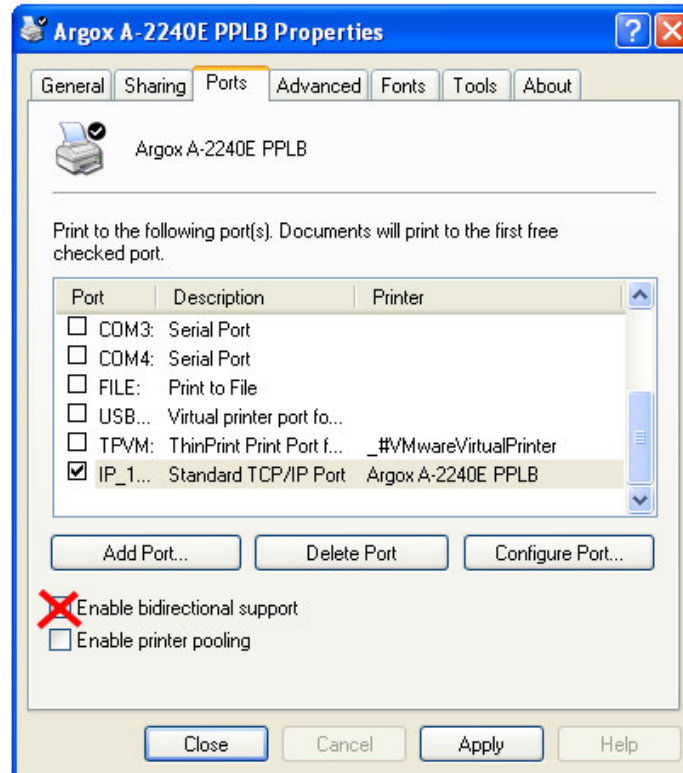 Argox A-2240E PPLB Properties
General Sharing Ports Advanced Fonts Tools About
Argox A-2240E PPLB
Print to the following port(s). Documents will print to the first free
checked port.
Port Description Printer
COM3: Serial Port
COM4: Serial Port
FILE: Print to File
USB... Virtual printer port fo...
TPVM: ThinPrint Print Port f... _#VMwareVirtualPrinter
IP_1... Standard TCP/IP Port Argox A-2240E PPLB
Add Port... Delete Port Configure Port...
Enable bidirectional support
Enable printer pooling
Close Cancel Apply Help